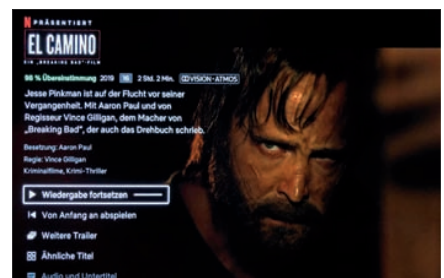 N PRÄSENTIERT
EL CAMINO
EIN „BREAKING BAD“-FILM
98 % Übereinstimmung 2019 16 2 Std. 2 Min. VISION·ATMOS
Jesse Pinkman ist auf der Flucht vor seiner
Vergangenheit. Mit Aaron Paul und von
Regisseur Vince Gilligan, dem Macher von
„Breaking Bad“, der auch das Drehbuch schrieb.
Besetzung: Aaron Paul
Regie: Vince Gilligan
Kriminalfilme, Krimi-Thriller
Wiedergabe fortsetzen
Von Anfang an abspielen
Weitere Trailer
Ähnliche Titel
Audio und Untertitel